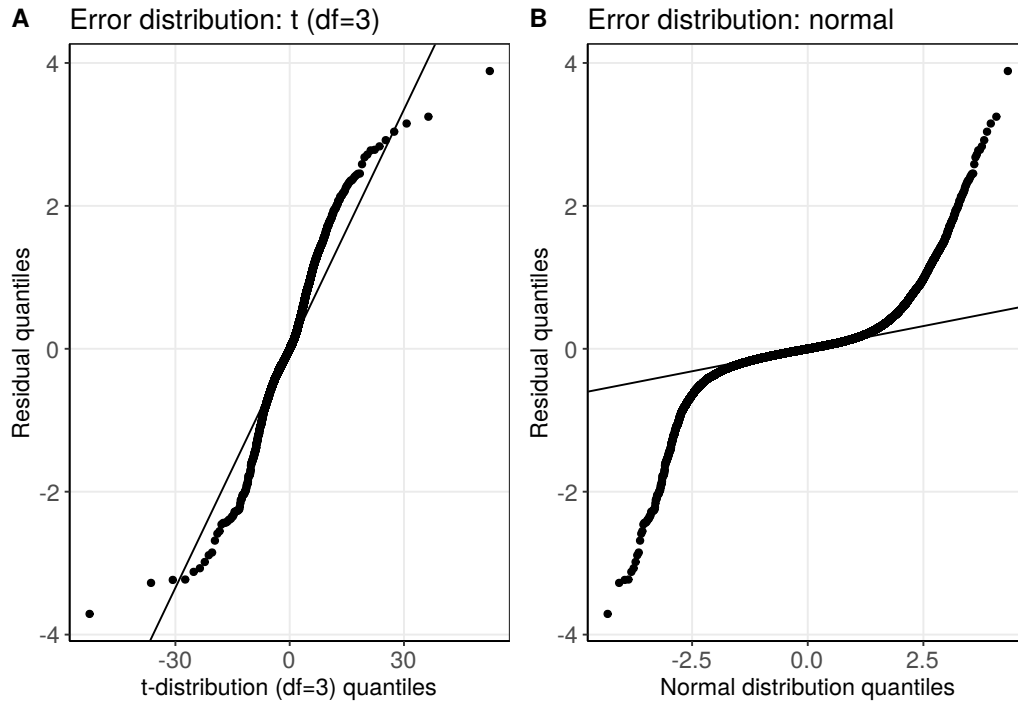 A Error distribution: t (df=3)
4
2
0
-2
-4
Residual quantiles
-30 0 30
t-distribution (df=3) quantiles
B Error distribution: normal
4
2
0
-2
-4
Residual quantiles
-2.5 0.0 2.5
Normal distribution quantiles